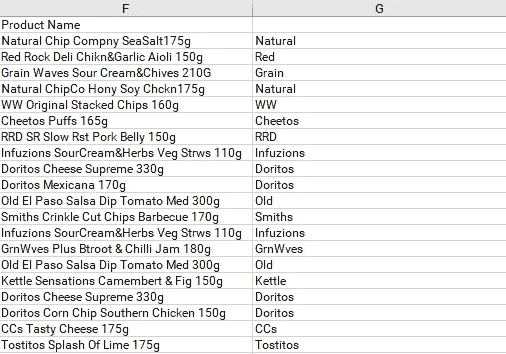 F G
Product Name
Natural Chip Compny SeaSalt175g Natural
Red Rock Deli Chikn&Garlic Aioli 150g Red
Grain Waves Sour Cream&Chives 210G Grain
Natural ChipCo Hony Soy Chckn175g Natural
WW Original Stacked Chips 160g WW
Cheetos Puffs 165g Cheetos
RRD SR Slow Rst Pork Belly 150g RRD
Infuzions SourCream&Herbs Veg Strws 110g Infuzions
Doritos Cheese Supreme 330g Doritos
Doritos Mexicana 170g Doritos
Old El Paso Salsa Dip Tomato Med 300g Old
Smiths Crinkle Cut Chips Barbecue 170g Smiths
Infuzions SourCream&Herbs Veg Strws 110g Infuzions
GrnWves Plus Btroot & Chilli Jam 180g GrnWves
Old El Paso Salsa Dip Tomato Med 300g Old
Kettle Sensations Camembert & Fig 150g Kettle
Doritos Cheese Supreme 330g Doritos
Doritos Corn Chip Southern Chicken 150g Doritos
CCs Tasty Cheese 175g CCs
Tostitos Splash Of Lime 175g Tostitos